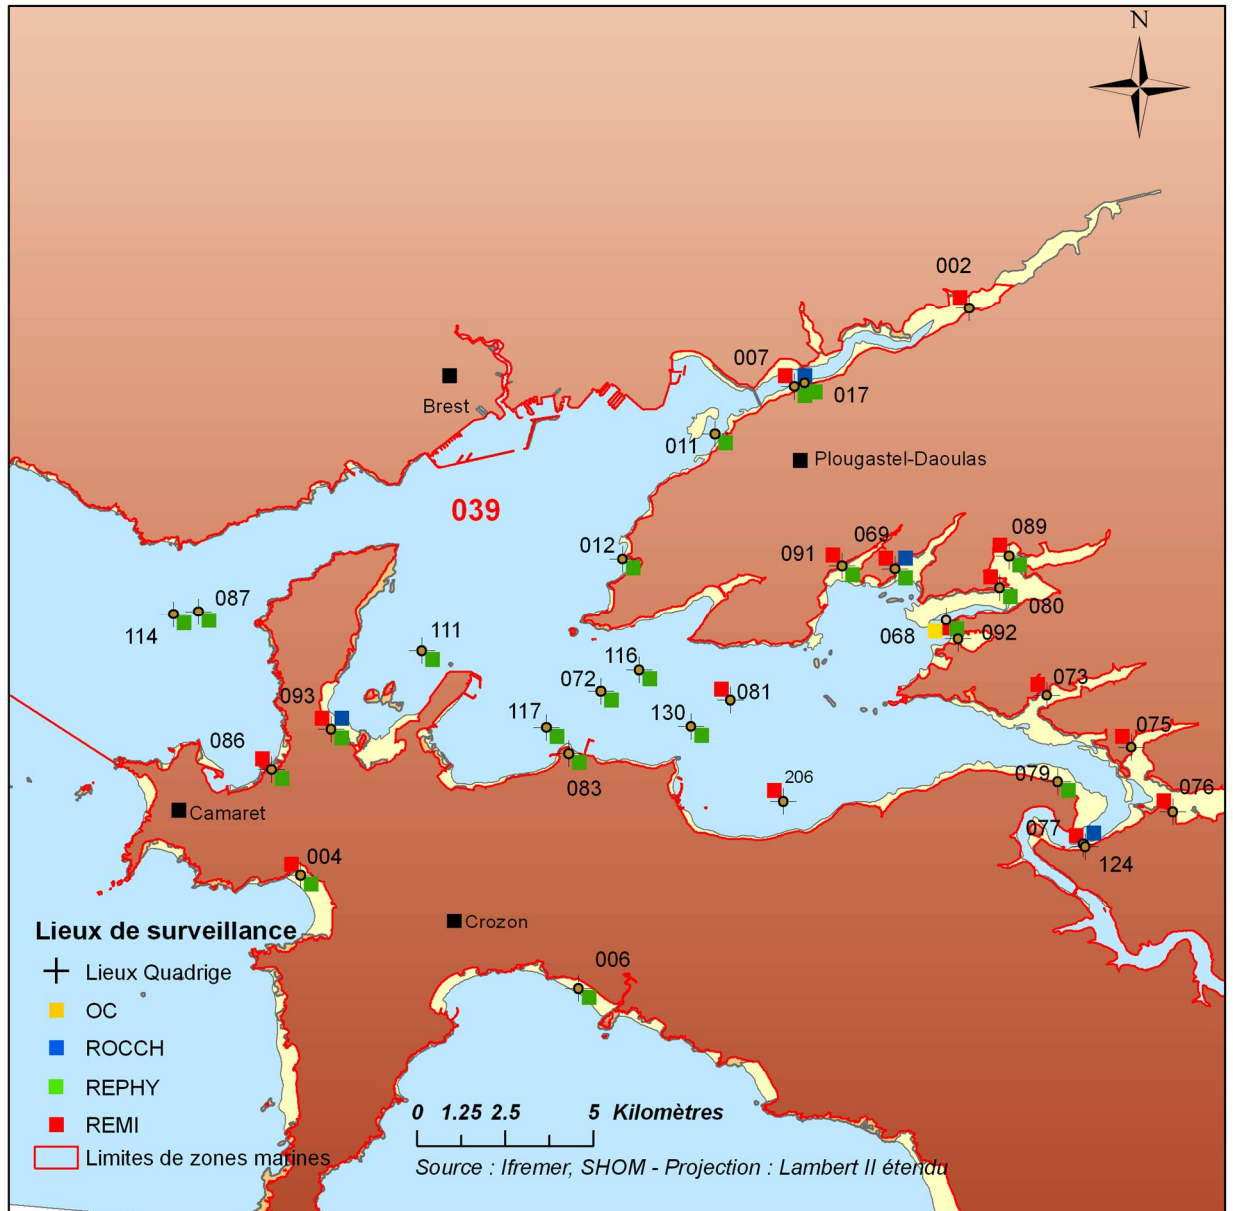 N
002
007
Brest
017
011
Plougastel-Daoulas
039
012
091
069
089
087
114
080
068
092
111
116
072
081
073
093
117
130
075
086
083
206
079
076
Camaret
077
124
004
Lieux de surveillance
Crozon
Lieux Quadrige
006
OC
ROCCH
REPHY
REMI
0 1.25 2.5 5 Kilomètres
Limites de zones marines
Source : Ifremer, SHOM - Projection : Lambert II étendu